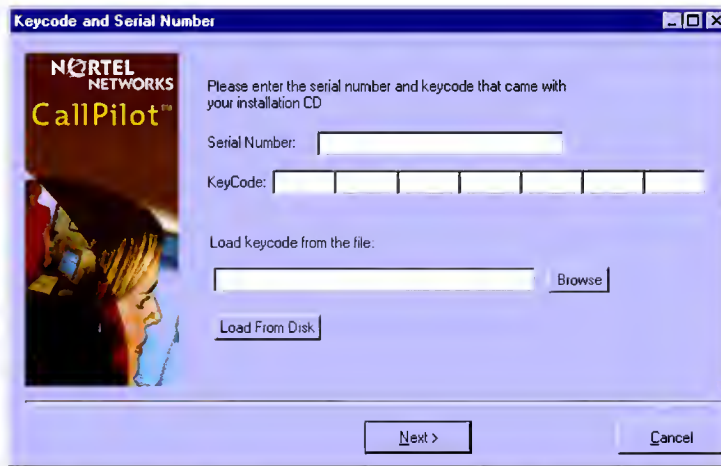 Keycode and Serial Number
NORTEL
NETWORKS
CallPilot™
Please enter the serial number and keycode that came with
your installation CD
Serial Number:
KeyCode:
Load keycode from the file:
Browse
Load From Disk
Next >
Cancel